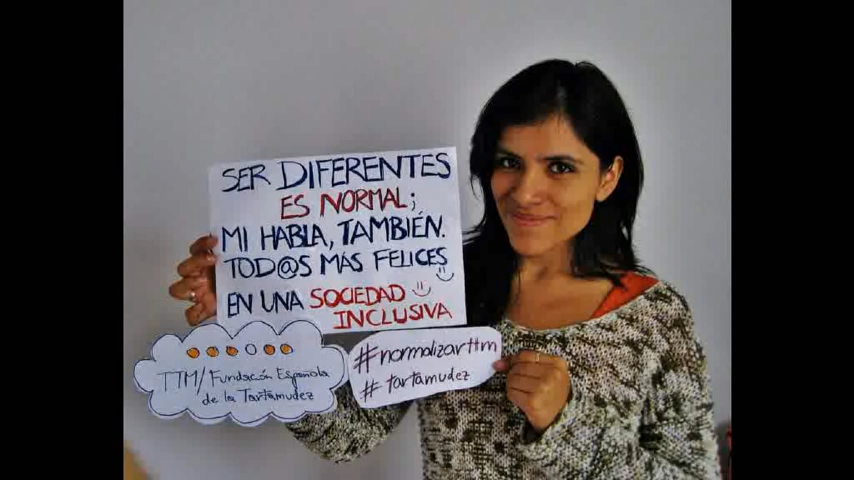 SER DIFERENTES
ES NORMAL;
MI HABLA, TAMBIÉN.
TOD@S MÁS FELICES
EN UNA SOCIEDAD
INCLUSIVA
TTM/Fundación Española
de la Tartamudez
#normalizarttm
#tartamudez